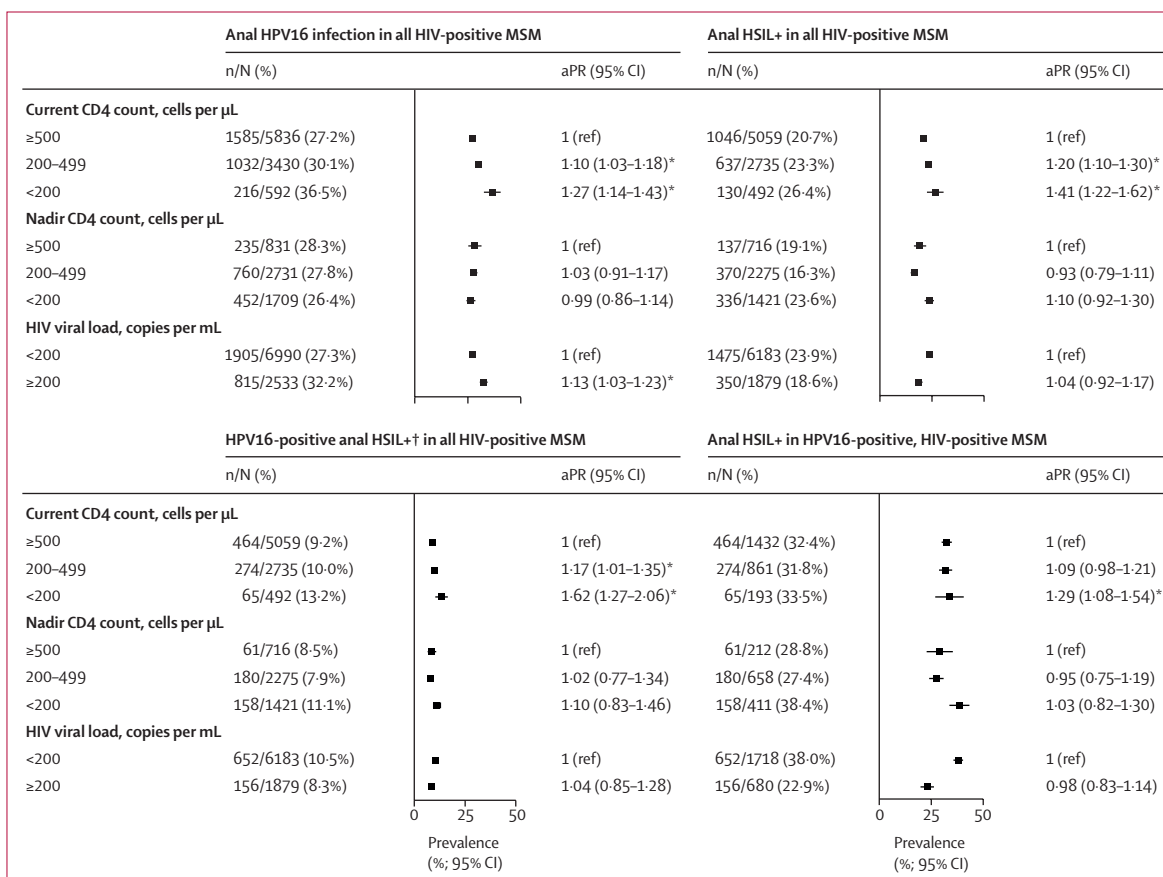 Anal HPV16 infection in all HIV-positive MSM Anal HSIL+ in all HIV-positive MSM
n/N (%) aPR (95% CI) n/N (%) aPR (95% CI)
Current CD4 count, cells per µL
≥500 1585/5836 (27·2%) 1 (ref) 1046/5059 (20·7%) 1 (ref)
200–499 1032/3430 (30·1%) 1·10 (1·03–1·18)* 637/2735 (23·3%) 1·20 (1·10–1·30)*
<200 216/592 (36·5%) 1·27 (1·14–1·43)* 130/492 (26·4%) 1·41 (1·22–1·62)*
Nadir CD4 count, cells per µL
≥500 235/831 (28·3%) 1 (ref) 137/716 (19·1%) 1 (ref)
200–499 760/2731 (27·8%) 1·03 (0·91–1·17) 370/2275 (16·3%) 0·93 (0·79–1·11)
<200 452/1709 (26·4%) 0·99 (0·86–1·14) 336/1421 (23·6%) 1·10 (0·92–1·30)
HIV viral load, copies per mL
<200 1905/6990 (27·3%) 1 (ref) 1475/6183 (23·9%) 1 (ref)
≥200 815/2533 (32·2%) 1·13 (1·03–1·23)* 350/1879 (18·6%) 1·04 (0·92–1·17)
HPV16-positive anal HSIL+† in all HIV-positive MSM Anal HSIL+ in HPV16-positive, HIV-positive MSM
n/N (%) aPR (95% CI) n/N (%) aPR (95% CI)
Current CD4 count, cells per µL
≥500 464/5059 (9·2%) 1 (ref) 464/1432 (32·4%) 1 (ref)
200–499 274/2735 (10·0%) 1·17 (1·01–1·35)* 274/861 (31·8%) 1·09 (0·98–1·21)
<200 65/492 (13·2%) 1·62 (1·27–2·06)* 65/193 (33·5%) 1·29 (1·08–1·54)*
Nadir CD4 count, cells per µL
≥500 61/716 (8·5%) 1 (ref) 61/212 (28·8%) 1 (ref)
200–499 180/2275 (7·9%) 1·02 (0·77–1·34) 180/658 (27·4%) 0·95 (0·75–1·19)
<200 158/1421 (11·1%) 1·10 (0·83–1·46) 158/411 (38·4%) 1·03 (0·82–1·30)
HIV viral load, copies per mL
<200 652/6183 (10·5%) 1 (ref) 652/1718 (38·0%) 1 (ref)
≥200 156/1879 (8·3%) 1·04 (0·85–1·28) 156/680 (22·9%) 0·98 (0·83–1·14)
0 25 50 0 25 50
Prevalence Prevalence
(%; 95% CI) (%; 95% CI)